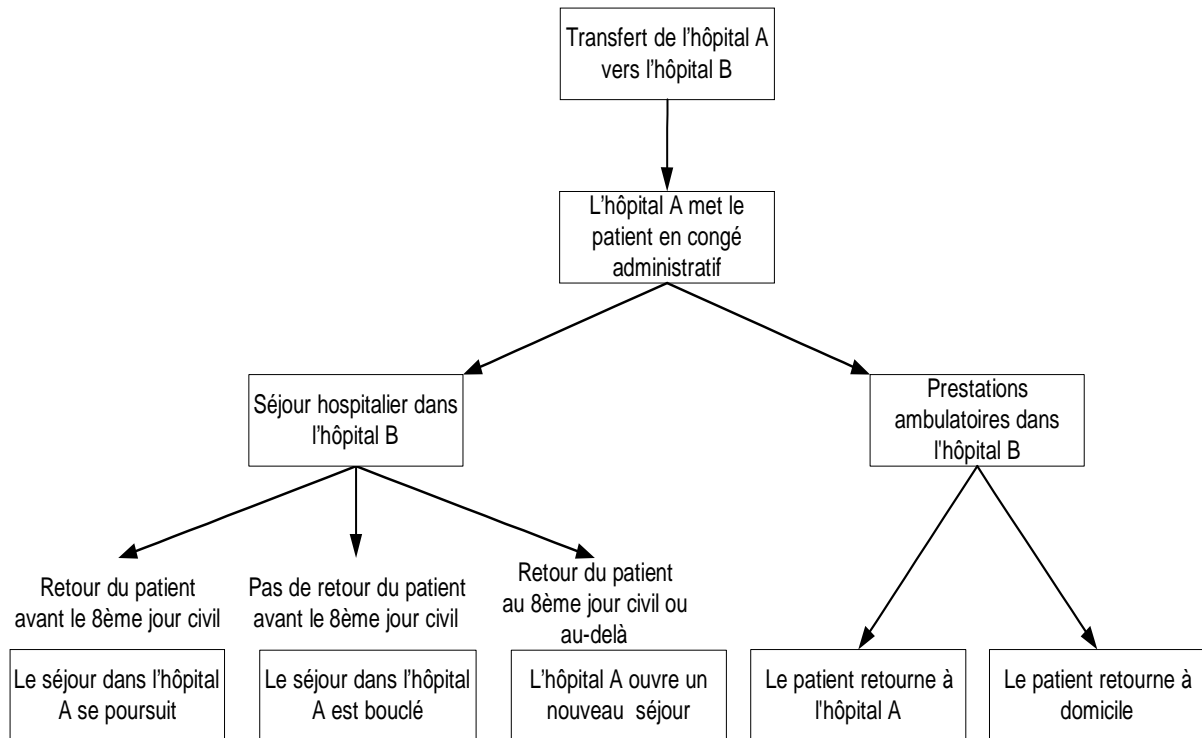 Transfert de l'hôpital A
vers l'hôpital B
L'hôpital A met le
patient en congé
administratif
Séjour hospitalier dans
l'hôpital B
Prestations
ambulatoires dans
l'hôpital B
Retour du patient
avant le 8ème jour civil
Pas de retour du patient
avant le 8ème jour civil
Retour du patient
au 8ème jour civil ou
au-delà
Le séjour dans l'hôpital
A se poursuit
Le séjour dans l'hôpital
A est bouclé
L'hôpital A ouvre un
nouveau séjour
Le patient retourne à
l'hôpital A
Le patient retourne à
domicile